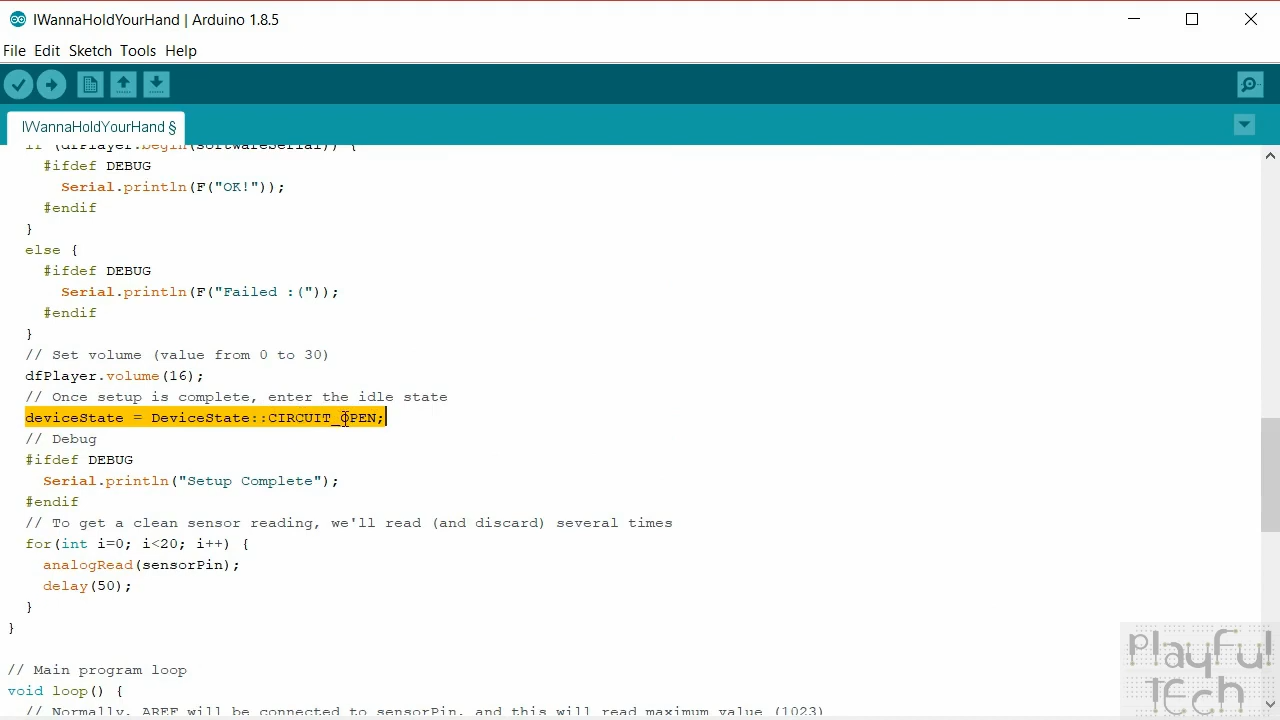 IWannaHoldYourHand | Arduino 1.8.5
File Edit Sketch Tools Help
IWannaHoldYourHand §
if (dfPlayer.begin(softwareSerial)) {
#ifdef DEBUG
Serial.println(F("OK!"));
#endif
}
else {
#ifdef DEBUG
Serial.println(F("Failed :("));
#endif
}
// Set volume (value from 0 to 30)
dfPlayer.volume(16);
// Once setup is complete, enter the idle state
deviceState = DeviceState::CIRCUIT_OPEN;
// Debug
#ifdef DEBUG
Serial.println("Setup Complete");
#endif
// To get a clean sensor reading, we'll read (and discard) several times
for(int i=0; i<20; i++) {
analogRead(sensorPin);
delay(50);
}
}
// Main program loop
void loop() {
// Normally, AREF will be connected to sensorPin, so this will read maximum value (1023)
playful
tech